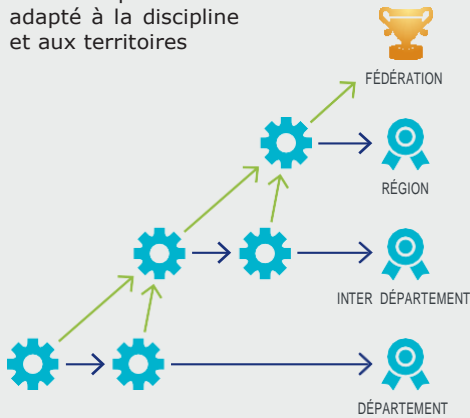 adapté à la discipline
et aux territoires
FÉDÉRATION
RÉGION
INTER DÉPARTEMENT
DÉPARTEMENT